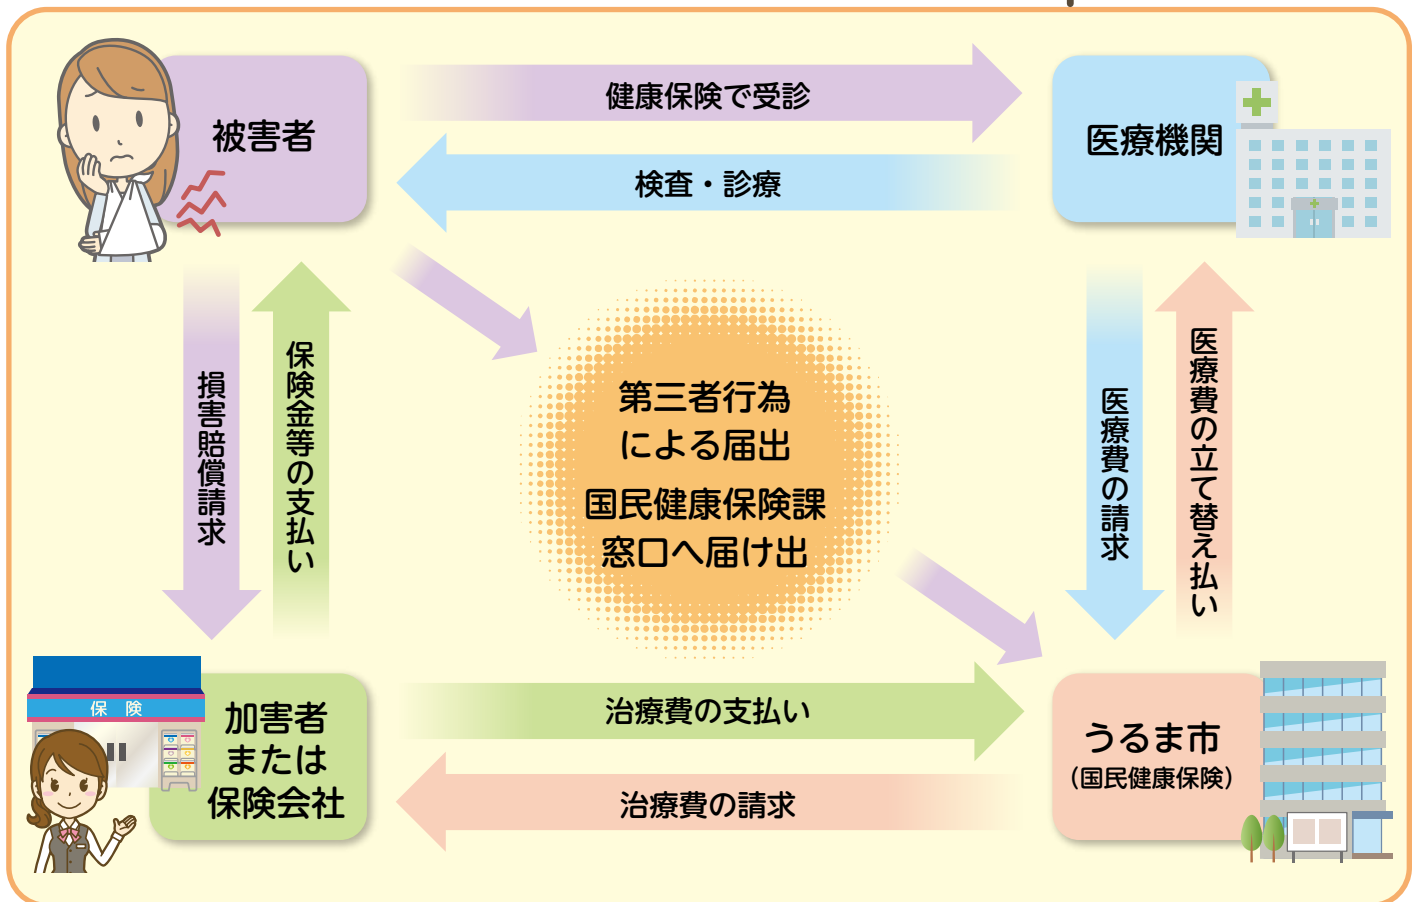 被害者
健康保険で受診
検査・診療
医療機関
損害賠償請求
保険金等の支払い
第三者行為
による届出
国民健康保険課
窓口へ届け出
医療費の請求
医療費の立て替え払い
保 険
加害者
または
保険会社
治療費の支払い
治療費の請求
うるま市
(国民健康保険)